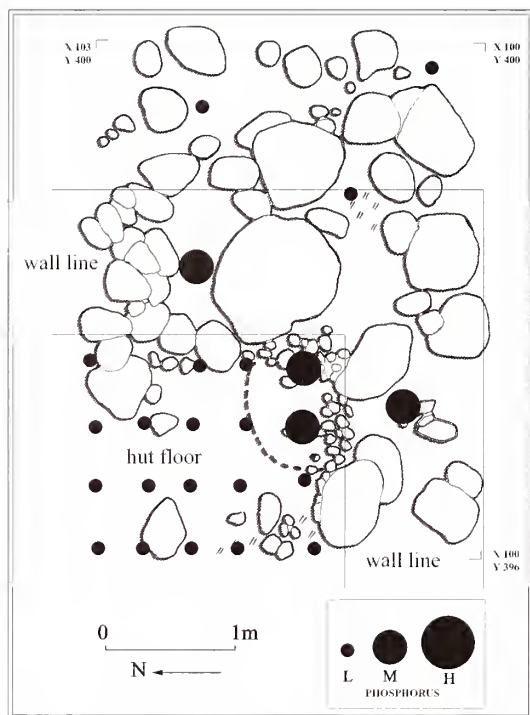 X 103
Y 400
X 100
Y 400
wall line
hut floor
wall line
X 100
Y 396
0 1m
N
L M H
PHOSPHORUS